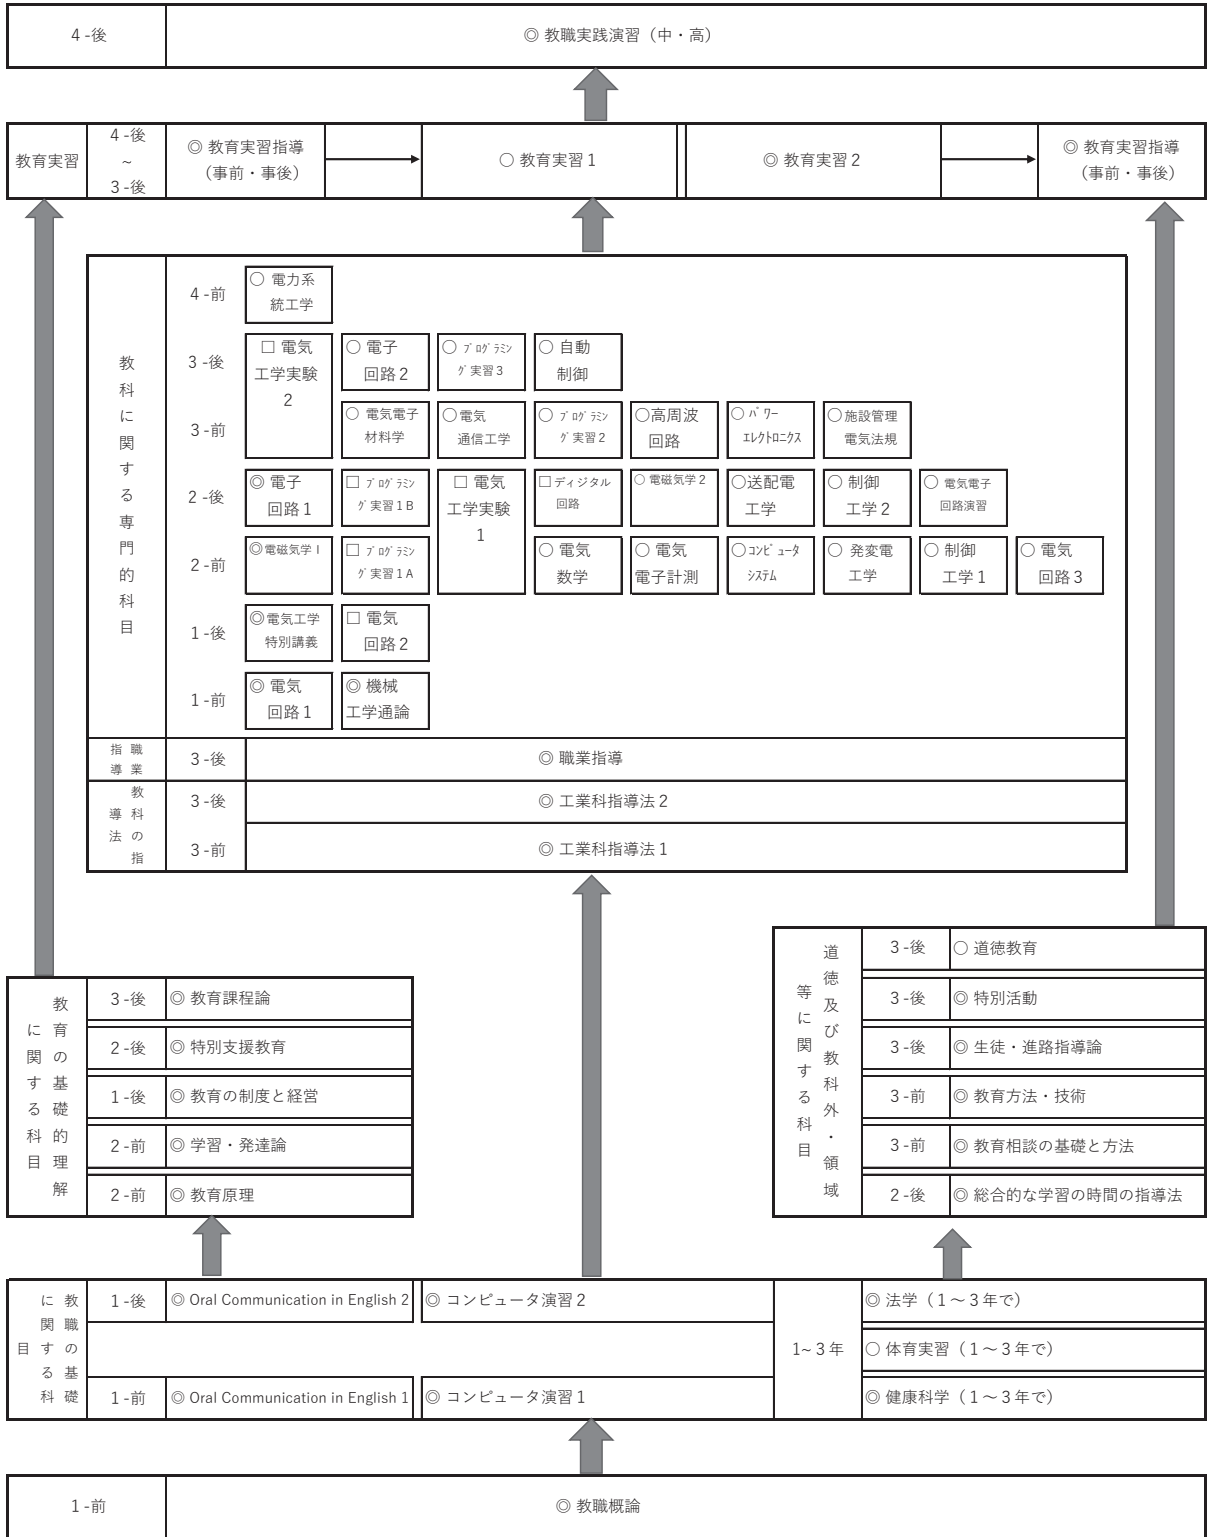 4-後
◎ 教職実践演習（中・高）
教育実習
4-後
~
3-後
◎ 教育実習指導
（事前・事後）
○ 教育実習1
◎ 教育実習2
◎ 教育実習指導
（事前・事後）
教科に関する専門的科目
4-前
○ 電力系
統工学
3-後
□ 電気
工学実験
2
○ 電子
回路2
○ ﾌﾟﾛｸﾞﾗﾐﾝ
ｸﾞ実習3
○ 自動
制御
3-前
○ 電気電子
材料学
○電気
通信工学
○ ﾌﾟﾛｸﾞﾗﾐﾝ
ｸﾞ実習2
○高周波
回路
○ﾊﾟﾜｰ
ｴﾚｸﾄﾛﾆｸｽ
○施設管理
電気法規
2-後
◎ 電子
回路1
□ ﾌﾟﾛｸﾞﾗﾐﾝ
ｸﾞ実習1B
□ 電気
工学実験
1
□ディジタル
回路
○ 電磁気学2
○送配電
工学
○ 制御
工学2
○ 電気電子
回路演習
2-前
◎電磁気学1
□ ﾌﾟﾛｸﾞﾗﾐﾝ
ｸﾞ実習1A
○ 電気
数学
○ 電気
電子計測
○ｺﾝﾋﾟｭｰﾀ
ｼｽﾃﾑ
○ 発変電
工学
○ 制御
工学1
○ 電気
回路3
1-後
◎電気工学
特別講義
□ 電気
回路2
1-前
◎ 電気
回路1
◎ 機械
工学通論
職業指導
3-後
◎ 職業指導
教科の指導法
3-後
◎ 工業科指導法2
3-前
◎ 工業科指導法1
教育の基礎的理解
に関する科目
3-後
◎ 教育課程論
2-後
◎ 特別支援教育
1-後
◎ 教育の制度と経営
2-前
◎ 学習・発達論
2-前
◎ 教育原理
道徳及び教科外・領域
等に関する科目
3-後
○ 道徳教育
3-後
◎ 特別活動
3-後
◎ 生徒・進路指導論
3-前
◎ 教育方法・技術
3-前
◎ 教育相談の基礎と方法
2-後
◎ 総合的な学習の時間の指導法
教職の基礎
に関する科
目
1-後
◎ Oral Communication in English 2
◎ コンピュータ演習2
1-前
◎ Oral Communication in English 1
◎ コンピュータ演習1
1~3年
◎ 法学（1～3年で）
○ 体育実習（1～3年で）
◎ 健康科学（1～3年で）
1-前
◎ 教職概論